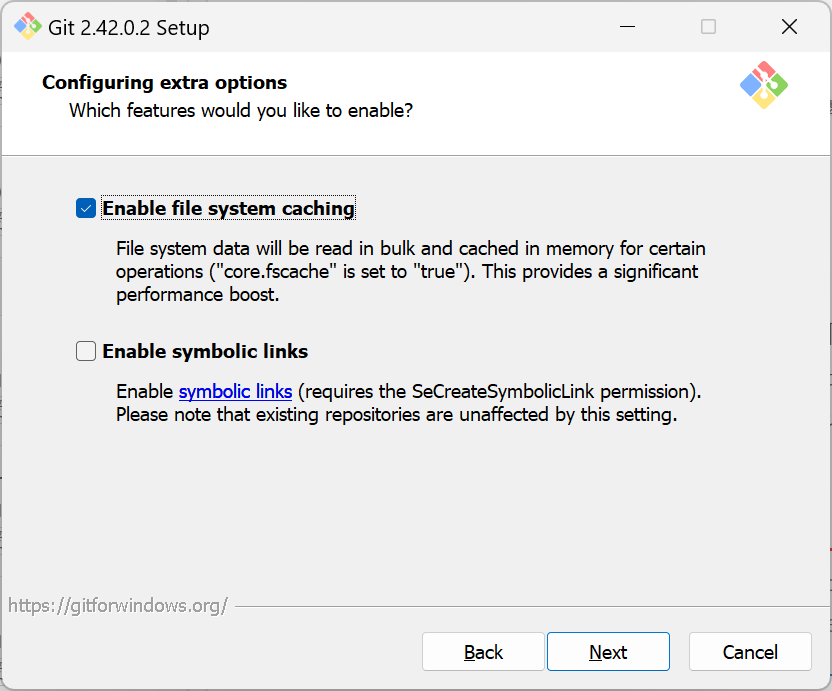 Git 2.42.0.2 Setup
Configuring extra options
Which features would you like to enable?
Enable file system caching
File system data will be read in bulk and cached in memory for certain
operations ("core.fscache" is set to "true"). This provides a significant
performance boost.
Enable symbolic links
Enable symbolic links (requires the SeCreateSymbolicLink permission).
Please note that existing repositories are unaffected by this setting.
https://gitforwindows.org/
Back Next Cancel